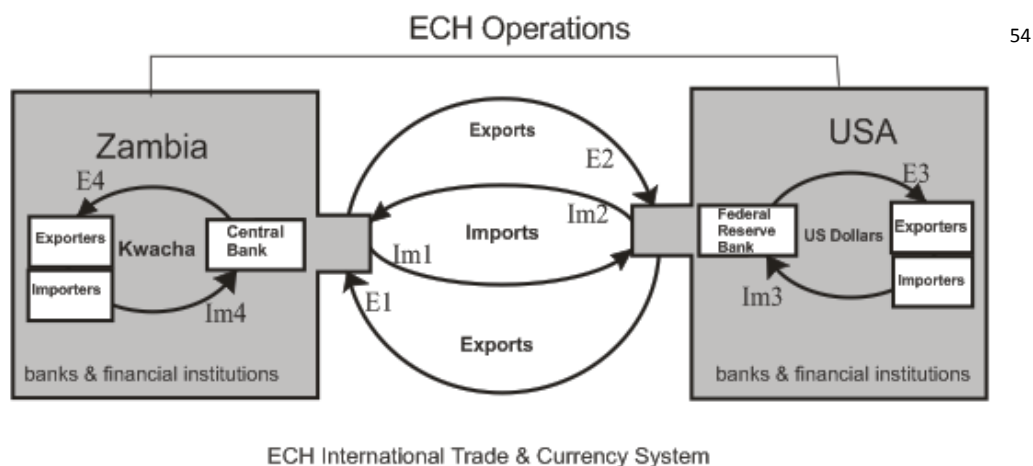 ECH Operations
54
Zambia
E4
Exporters
Importers
Kwacha
Central
Bank
Im4
banks & financial institutions
Exports
E2
Im2
Imports
Im1
E1
Exports
USA
E3
Federal
Reserve
Bank
US Dollars
Exporters
Importers
Im3
banks & financial institutions
ECH International Trade & Currency System